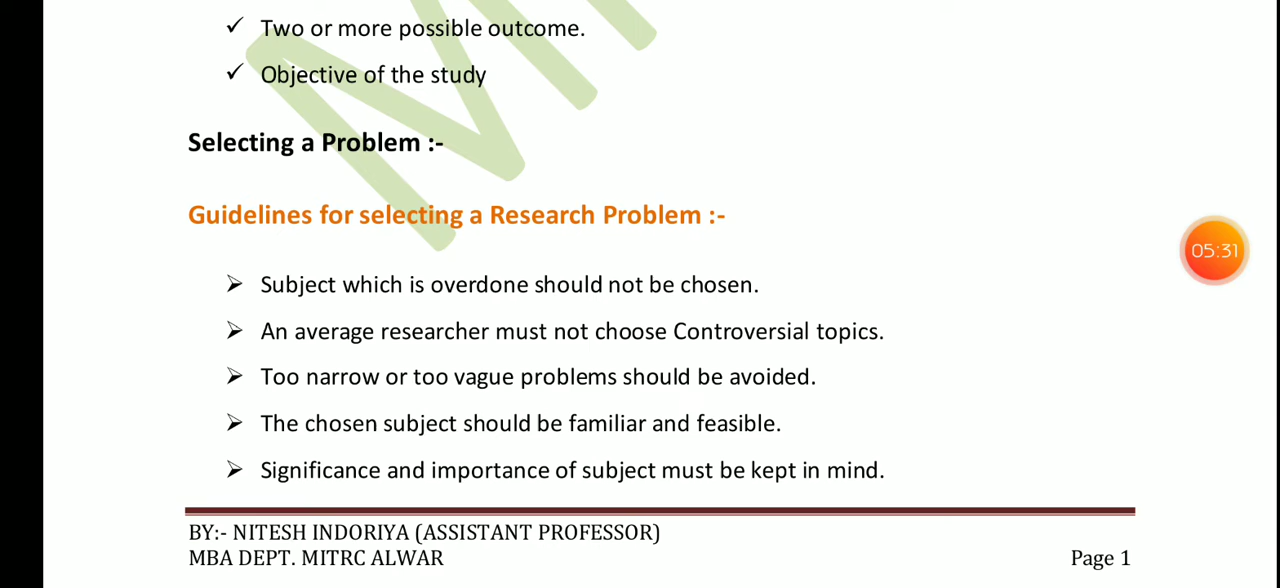 ✓ Two or more possible outcome.
✓ Objective of the study
Selecting a Problem :-
Guidelines for selecting a Research Problem :-
➢ Subject which is overdone should not be chosen.
➢ An average researcher must not choose Controversial topics.
➢ Too narrow or too vague problems should be avoided.
➢ The chosen subject should be familiar and feasible.
➢ Significance and importance of subject must be kept in mind.
05:31
BY:- NITESH INDORIYA (ASSISTANT PROFESSOR)
MBA DEPT. MITRC ALWAR Page 1